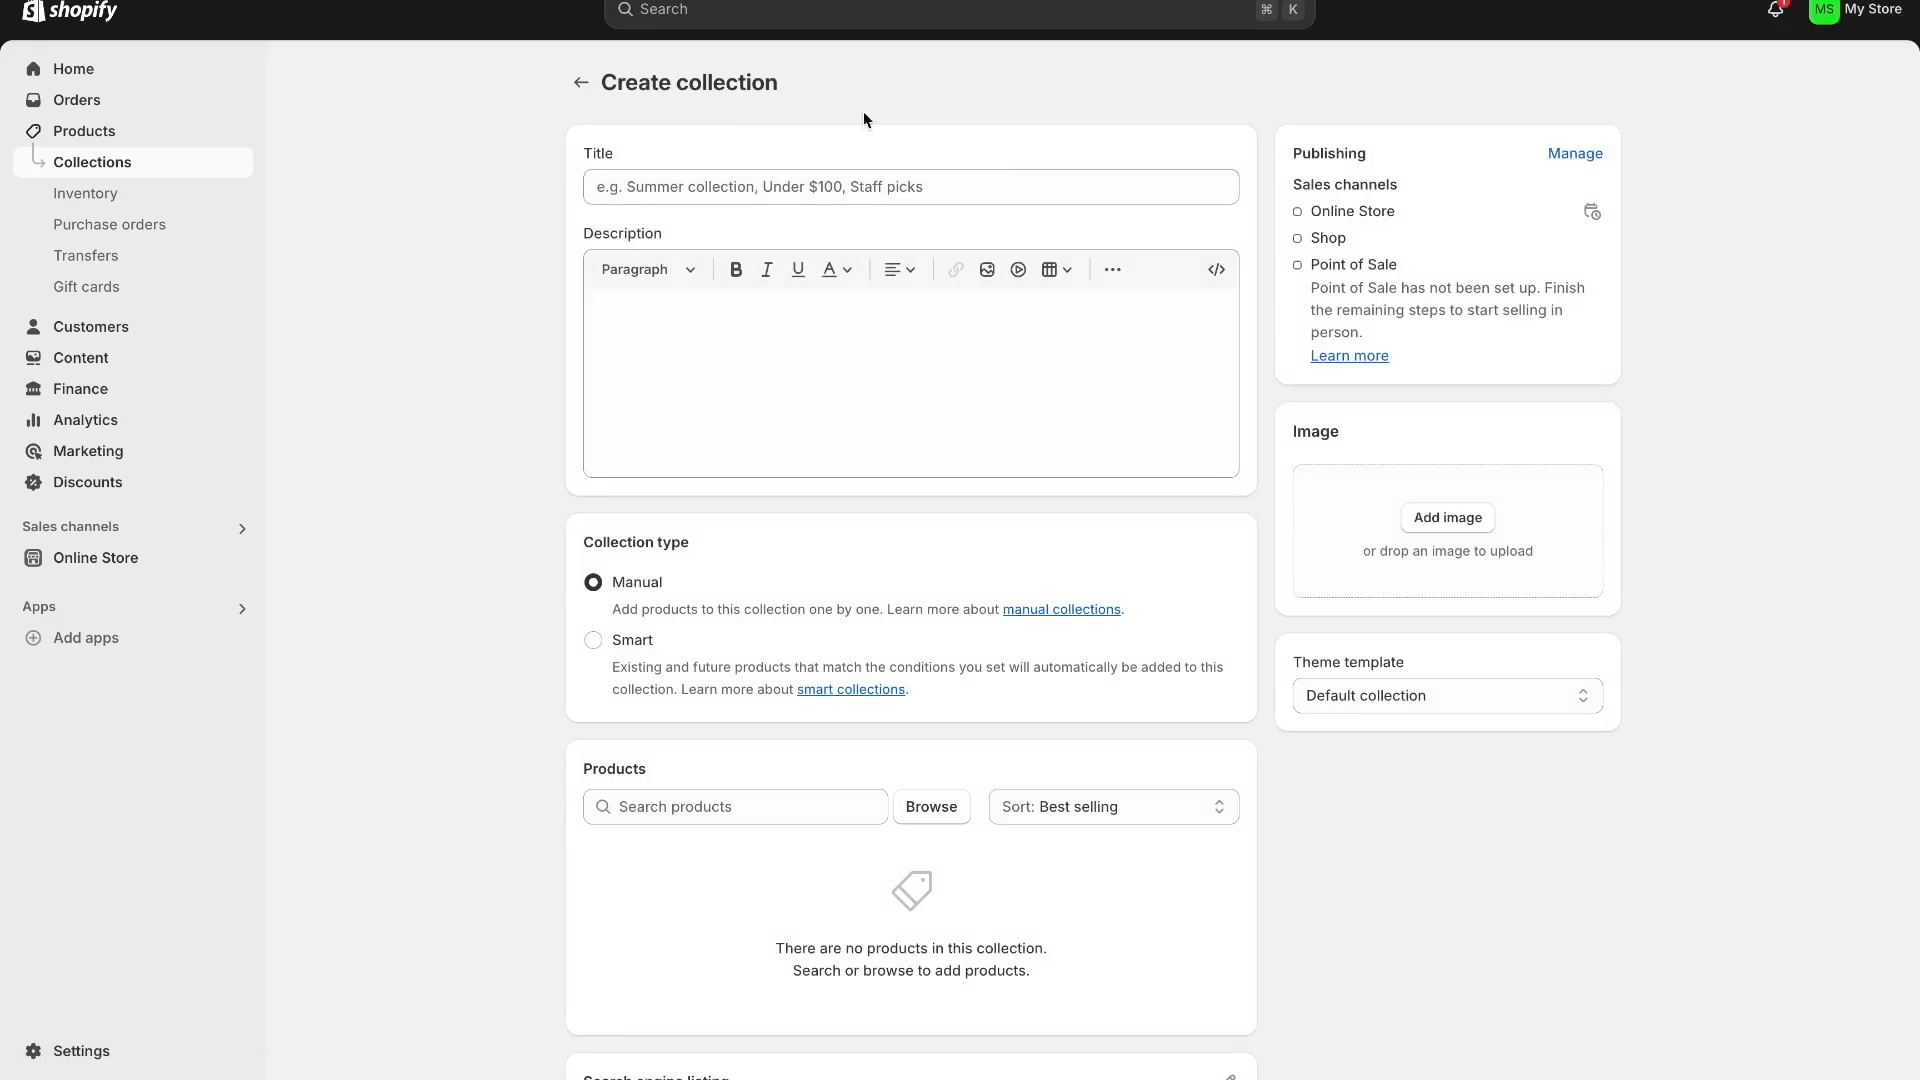 shopify
Search
⌘ K
1
MS My Store
Home
Orders
Products
Collections
Inventory
Purchase orders
Transfers
Gift cards
Customers
Content
Finance
Analytics
Marketing
Discounts
Sales channels
Online Store
Apps
Add apps
Settings
Create collection
Title
e.g. Summer collection, Under $100, Staff picks
Description
Paragraph B I U A
Collection type
Manual
Add products to this collection one by one. Learn more about manual collections.
Smart
Existing and future products that match the conditions you set will automatically be added to this
collection. Learn more about smart collections.
Products
Search products
Browse
Sort: Best selling
There are no products in this collection.
Search or browse to add products.
Search engine listing
Publishing
Manage
Sales channels
Online Store
Shop
Point of Sale
Point of Sale has not been set up. Finish
the remaining steps to start selling in
person.
Learn more
Image
Add image
or drop an image to upload
Theme template
Default collection